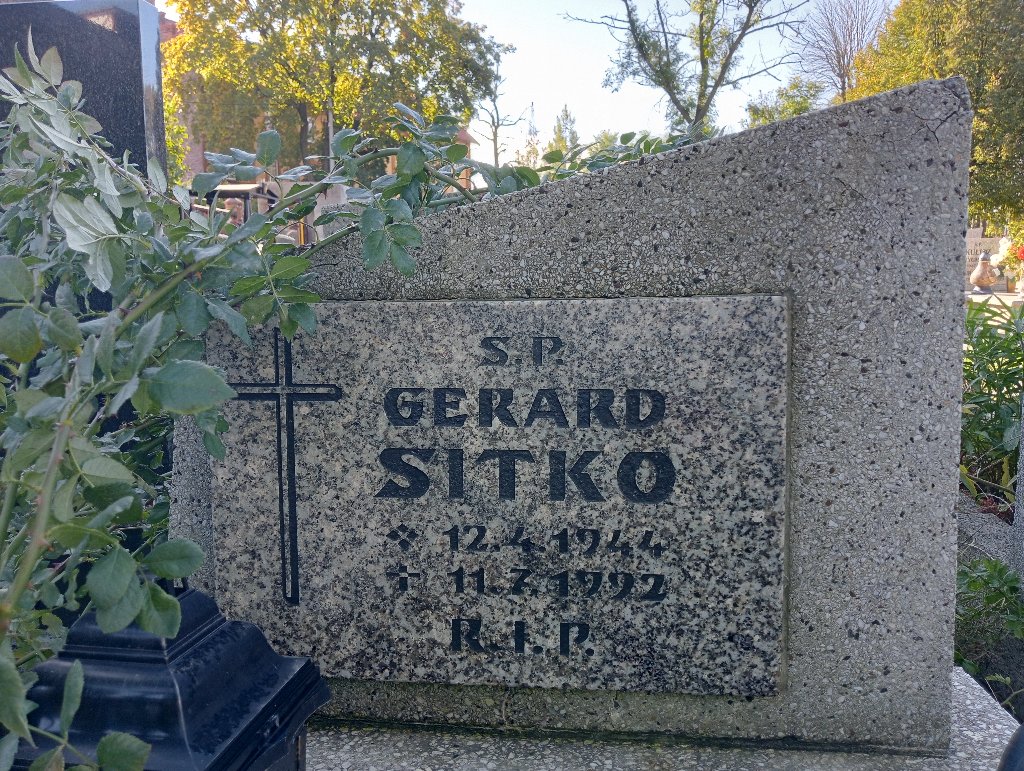 S.P.
GERARD
SITKO
12.4.1944
11.7.1992
R.I.P.